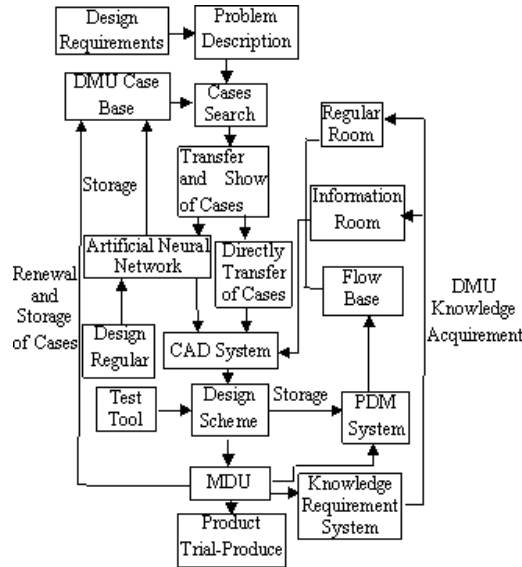 Design
Requirements
Problem
Description
DMU Case
Base
Cases
Search
Regular
Room
Storage
Transfer
and Show
of Cases
Information
Room
Artificial Neural
Network
Directly
Transfer
of Cases
Flow
Base
Renewal
and
Storage
of Cases
DMU
Knowledge
Acquirement
Design
Regular
CAD System
Test
Tool
Design
Scheme
Storage
PDM
System
MDU
Knowledge
Requirement
System
Product
Trial-Produce